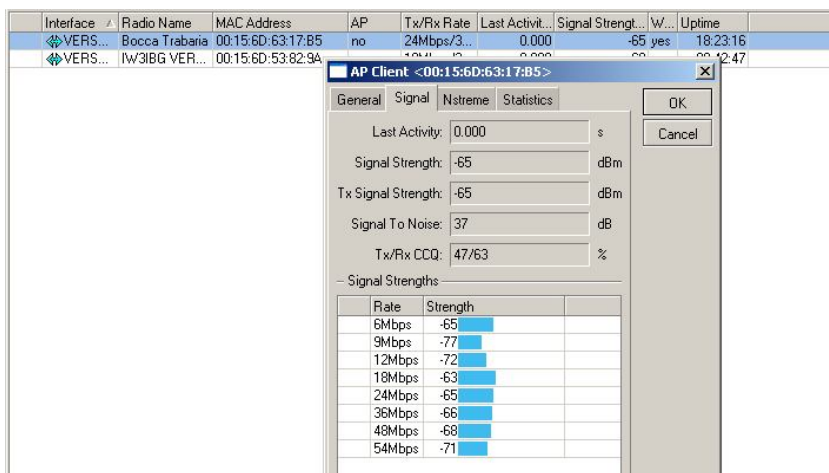 Interface Radio Name MAC Address AP Tx/Rx Rate Last Activit... Signal Strengt... W... Uptime
VERS... Bocca Trabaria 00:15:6D:63:17:B5 no 24Mbps/3... 0.000 -65 yes 18:23:16
VERS... IW3IBG VER... 00:15:6D:53:82:9A 2:47
AP Client <00:15:6D:63:17:B5>
General Signal Nstreme Statistics
OK
Cancel
Last Activity: 0.000 s
Signal Strength: -65 dBm
Tx Signal Strength: -65 dBm
Signal To Noise: 37 dB
Tx/Rx CCQ: 47/63 %
Signal Strengths
Rate Strength
6Mbps -65
9Mbps -77
12Mbps -72
18Mbps -63
24Mbps -65
36Mbps -66
48Mbps -68
54Mbps -71